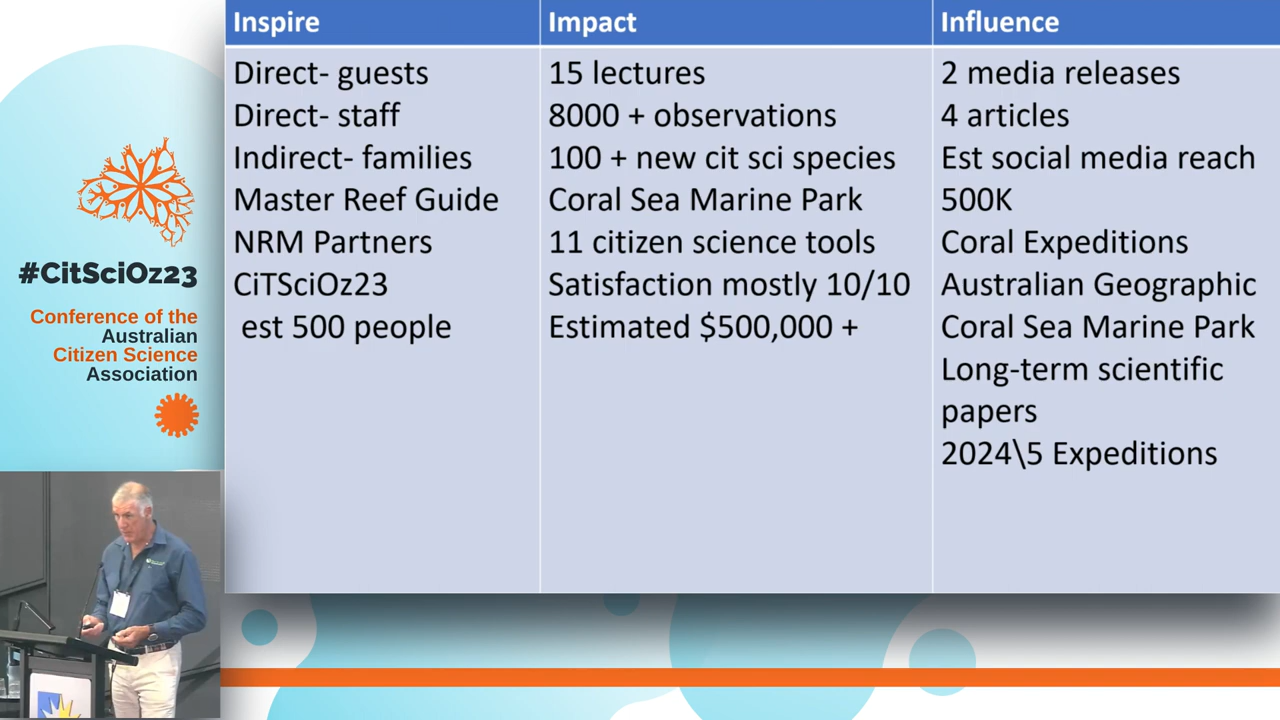 Inspire
Direct- guests
Direct- staff
Indirect- families
Master Reef Guide
NRM Partners
CiTSciOz23
est 500 people
Impact
15 lectures
8000 + observations
100 + new cit sci species
Coral Sea Marine Park
11 citizen science tools
Satisfaction mostly 10/10
Estimated $500,000 +
Influence
2 media releases
4 articles
Est social media reach
500K
Coral Expeditions
Australian Geographic
Coral Sea Marine Park
Long-term scientific
papers
2024\5 Expeditions
#CitSciOz23
Conference of the
Australian
Citizen Science
Association